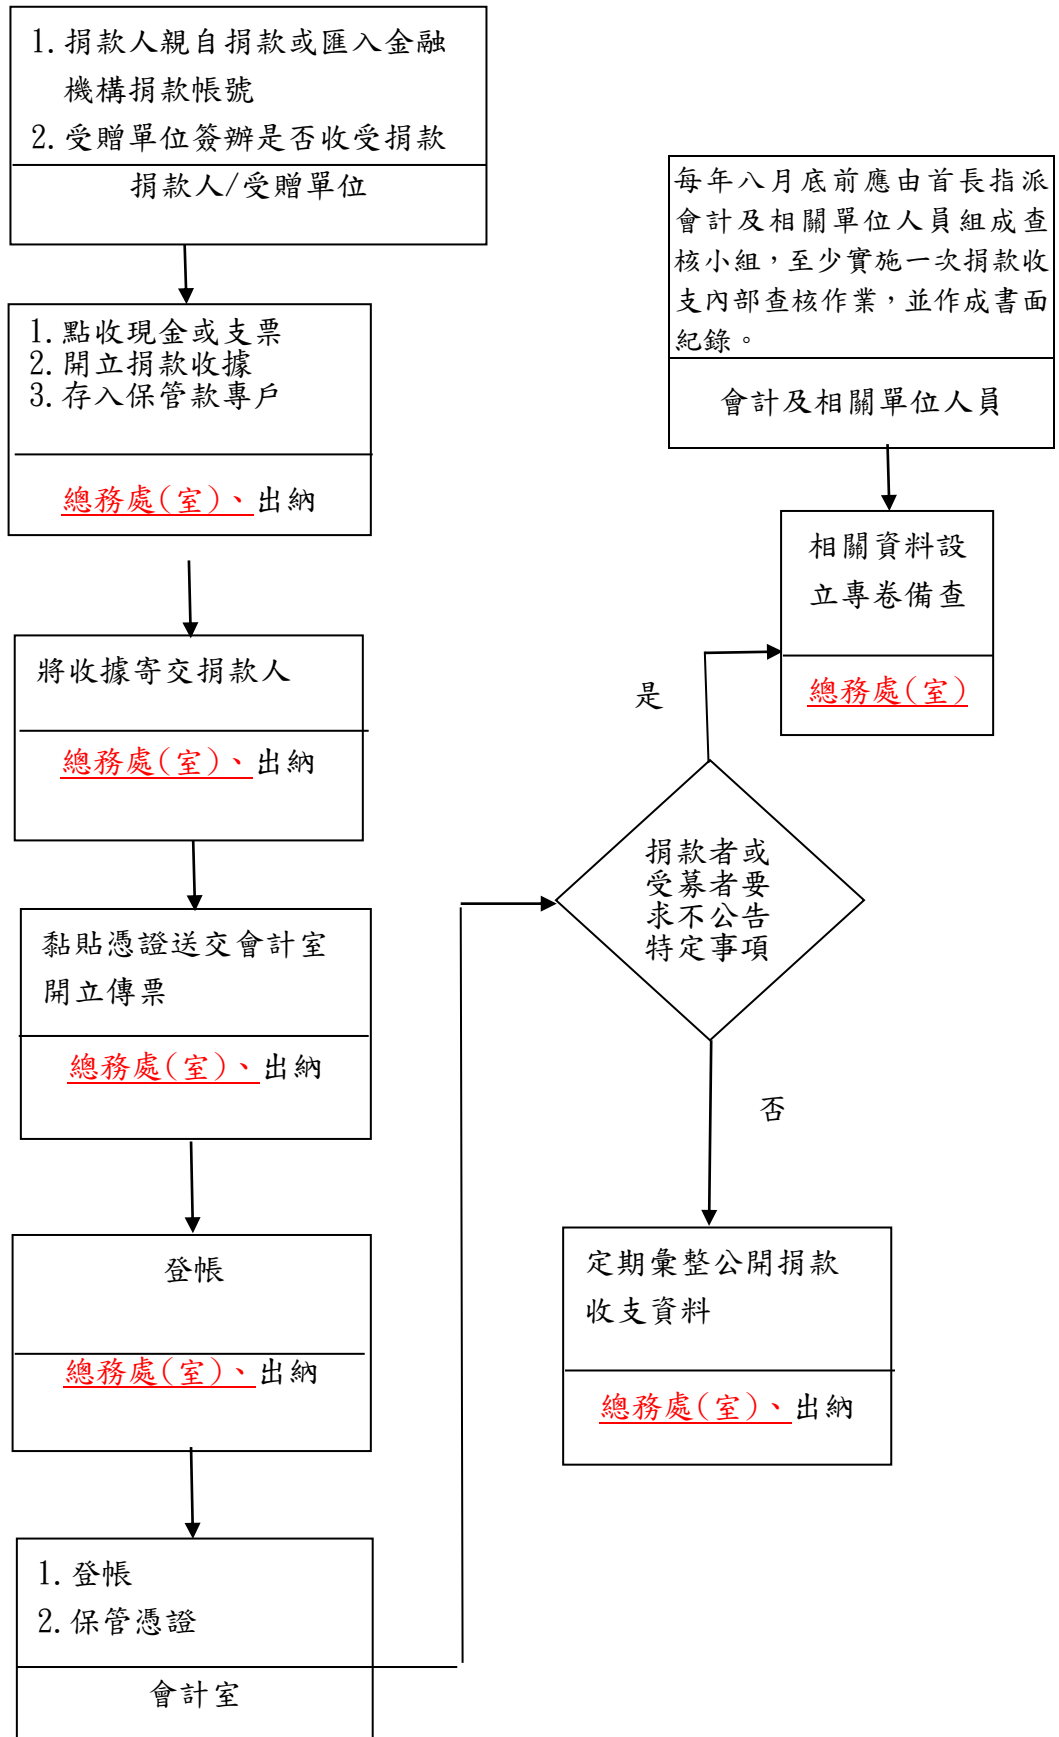 1. 捐款人親自捐款或匯入金融
機構捐款帳號
2. 受贈單位簽辦是否收受捐款
捐款人/受贈單位
1. 點收現金或支票
2. 開立捐款收據
3. 存入保管款專戶
總務處(室)、出納
將收據寄交捐款人
總務處(室)、出納
黏貼憑證送交會計室
開立傳票
總務處(室)、出納
登帳
總務處(室)、出納
1. 登帳
2. 保管憑證
會計室
每年八月底前應由首長指派
會計及相關單位人員組成查
核小組，至少實施一次捐款收
支內部查核作業，並作成書面
紀錄。
會計及相關單位人員
相關資料設
立專卷備查
總務處(室)
是
捐款者或
受募者要
求不公告
特定事項
否
定期彙整公開捐款
收支資料
總務處(室)、出納